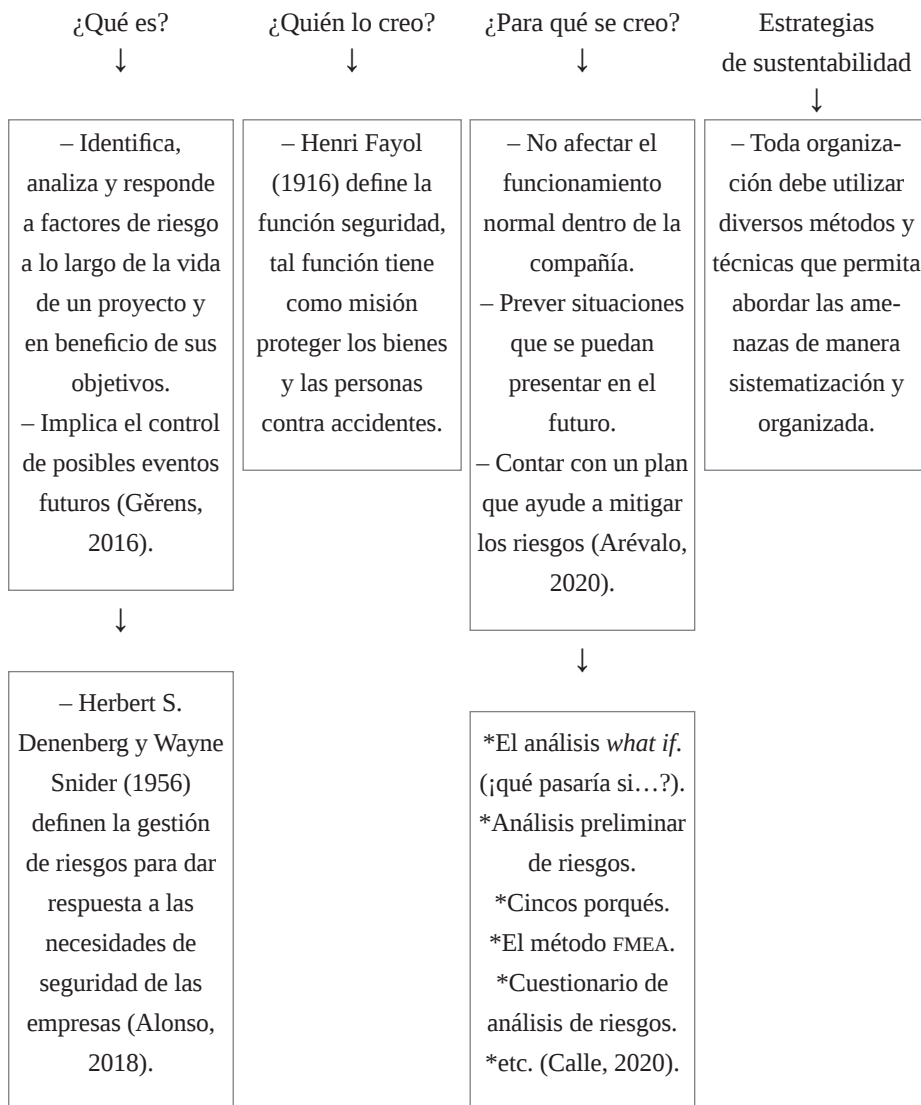 ¿Qué es?
↓
– Identifica,
analiza y responde
a factores de riesgo
a lo largo de la vida
de un proyecto y
en beneficio de sus
objetivos.
– Implica el control
de posibles eventos
futuros (Gěrens,
2016).
↓
– Herbert S.
Denenberg y Wayne
Snider (1956)
definen la gestión
de riesgos para dar
respuesta a las
necesidades de
seguridad de las
empresas (Alonso,
2018).
¿Quién lo creo?
↓
– Henri Fayol
(1916) define la
función seguridad,
tal función tiene
como misión
proteger los bienes
y las personas
contra accidentes.
¿Para qué se creo?
↓
– No afectar el
funcionamiento
normal dentro de la
compañía.
– Prever situaciones
que se puedan
presentar en el
futuro.
– Contar con un plan
que ayude a mitigar
los riesgos (Arévalo,
2020).
↓
*El análisis what if.
(¡qué pasaría si…?).
*Análisis preliminar
de riesgos.
*Cincos porqués.
*El método FMEA.
*Cuestionario de
análisis de riesgos.
*etc. (Calle, 2020).
Estrategias
de sustentabilidad
↓
– Toda organiza-
ción debe utilizar
diversos métodos y
técnicas que permita
abordar las ame-
nazas de manera
sistematización y
organizada.